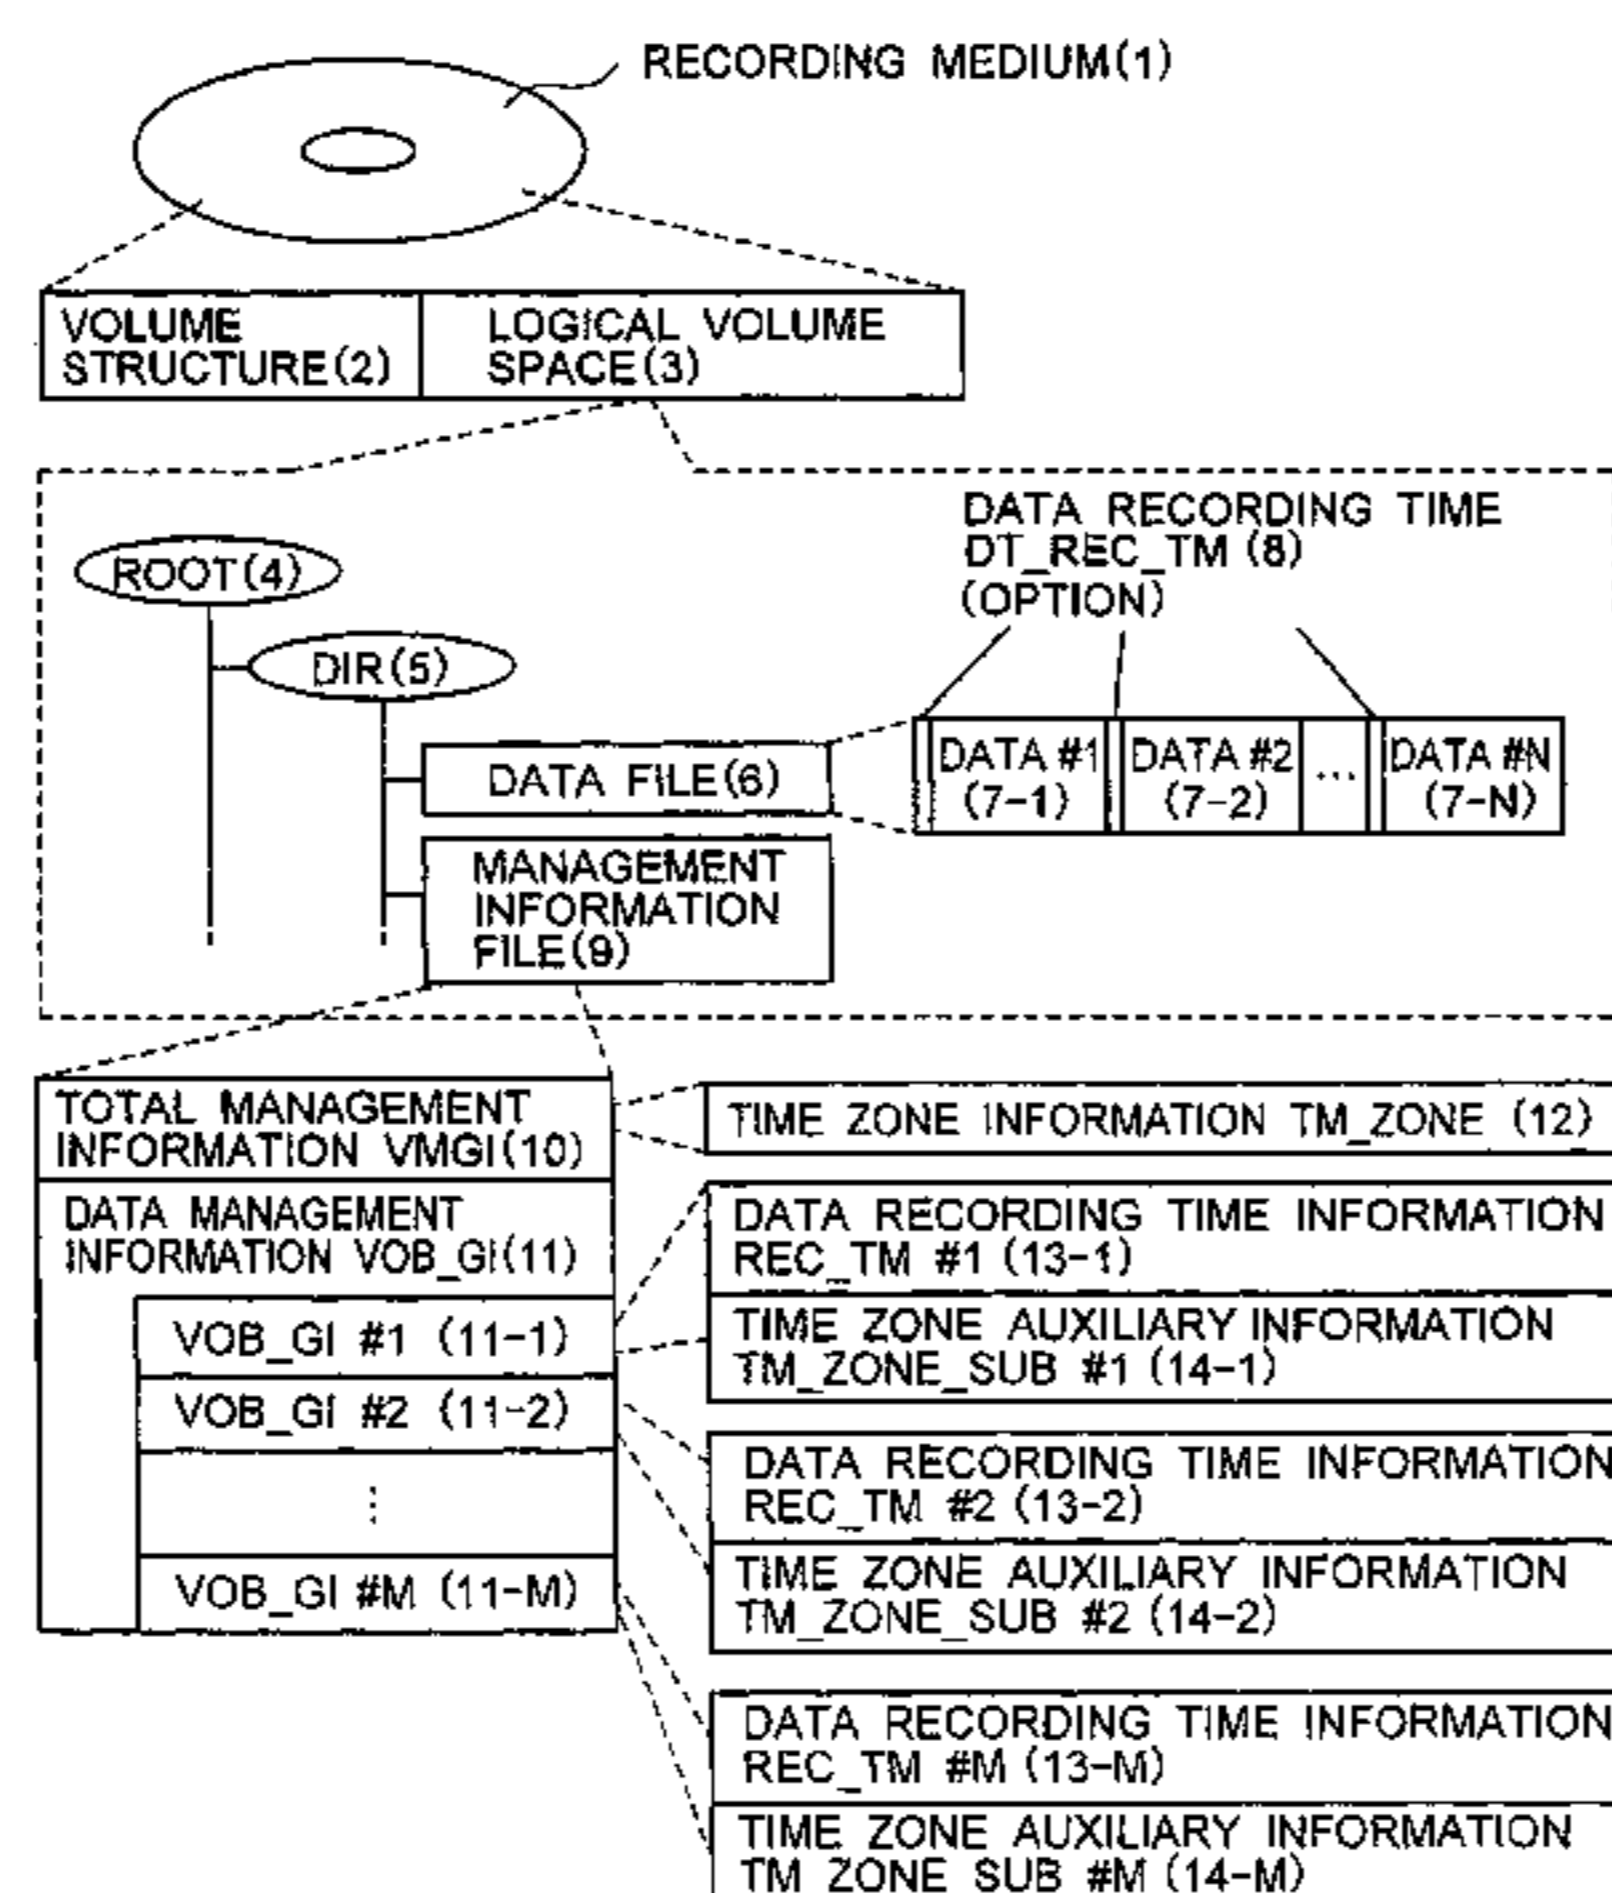 RECORDING MEDIUM(1)
VOLUME
STRUCTURE(2)
LOGICAL VOLUME
SPACE(3)
DATA RECORDING TIME
DT_REC_TM (8)
(OPTION)
ROOT(4)
DIR(5)
DATA FILE(6)
DATA #1
(7-1)
DATA #2
(7-2)
...
DATA #N
(7-N)
MANAGEMENT
INFORMATION
FILE(9)
TOTAL MANAGEMENT
INFORMATION VMGI(10)
TIME ZONE INFORMATION TM_ZONE (12)
DATA MANAGEMENT
INFORMATION VOB_GI(11)
VOB_GI #1 (11-1)
VOB_GI #2 (11-2)
⋮
VOB_GI #M (11-M)
DATA RECORDING TIME INFORMATION
REC_TM #1 (13-1)
TIME ZONE AUXILIARY INFORMATION
TM_ZONE_SUB #1 (14-1)
DATA RECORDING TIME INFORMATION
REC_TM #2 (13-2)
TIME ZONE AUXILIARY INFORMATION
TM_ZONE_SUB #2 (14-2)
DATA RECORDING TIME INFORMATION
REC_TM #M (13-M)
TIME ZONE AUXILIARY INFORMATION
TM ZONE SUB #M (14-M)